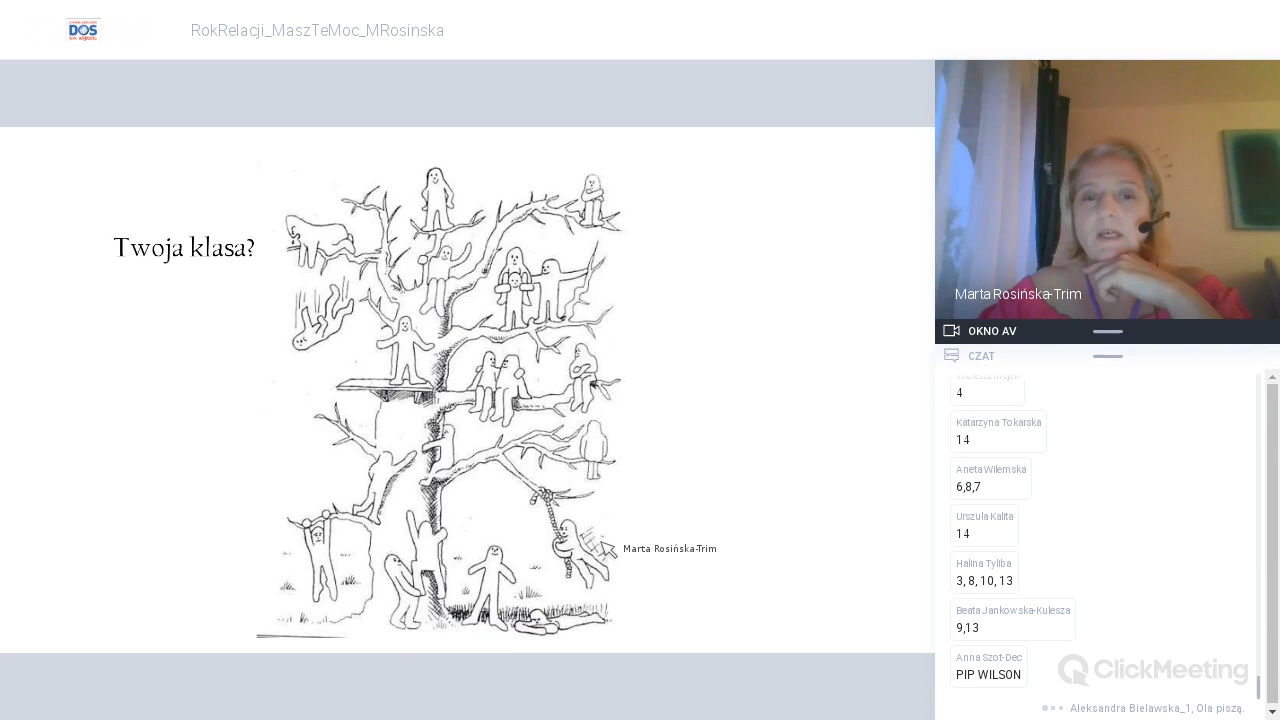 DOS
RokRelacji_MaszTeMoc_MRosinska
Twoja klasa?
Marta Rosińska-Trim
Marta Rosińska-Trim
OKNO AV
CZAT
4
Katarzyna Tokarska
14
Aneta Wilemska
6,8,7
Urszula Kalita
14
Halina Tyliba
3, 8, 10, 13
Beata Jankowska-Kulesza
9,13
Anna Szot-Dec
PIP WILSON
ClickMeeting
Aleksandra Bielawska_1, Ola piszą.